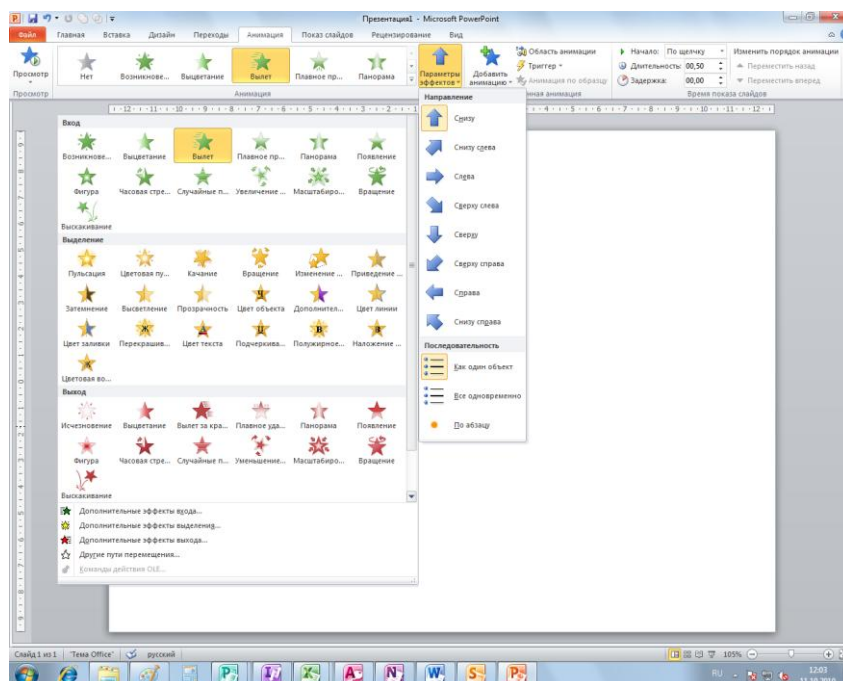 Презентация1 - Microsoft PowerPoint
Файл Главная Вставка Дизайн Переходы Анимация Показ слайдов Рецензирование Вид
Просмотр
Нет Возникнове... Выцветание Вылет Плавное пр... Панорама
Параметры эффектов
Добавить анимацию
Область анимации
Триггер
Анимация по образцу
Начало: По щелчку
Длительность: 00,50
Задержка: 00,00
Изменить порядок анимации
Переместить назад
Переместить вперед
Просмотр Анимация нная анимация Время показа слайдов
Вход
Возникнове... Выцветание Вылет Плавное пр... Панорама Появление
Фигура Часовая стре... Случайные п... Увеличение ... Масштабиро... Вращение
Выскакивание
Выделение
Пульсация Цветовая пу... Качание Вращение Изменение ... Приведение ...
Затемнение Высветление Прозрачность Цвет объекта Дополнител... Цвет линии
Цвет заливки Перекрашив... Цвет текста Подчеркива... Полужирное... Наложение ...
Цветовая во...
Выход
Исчезновение Выцветание Вылет за кра... Плавное уда... Панорама Появление
Фигура Часовая стре... Случайные п... Уменьшение... Масштабиро... Вращение
Выскакивание
Дополнительные эффекты входа...
Дополнительные эффекты выделения...
Дополнительные эффекты выхода...
Другие пути перемещения...
Команды действия OLE...
Направление
Снизу
Снизу слева
Слева
Сверху слева
Сверху
Сверху справа
Справа
Снизу справа
Последовательность
Как один объект
Все одновременно
По абзацу
Слайд 1 из 1 "Тема Office" русский 105%
RU 12:03
11.10.2016